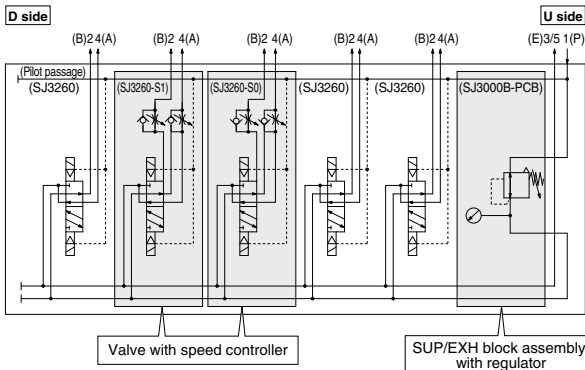 D side
U side
(B)2 4(A)
(B)2 4(A)
(B)2 4(A)
(B)2 4(A)
(B)2 4(A)
(E)3/5 1(P)
(Pilot passage)
(SJ3260)
(SJ3260-S1)
(SJ3260-S0)
(SJ3260)
(SJ3260)
(SJ3000B-PCB)
Valve with speed controller
SUP/EXH block assembly
with regulator